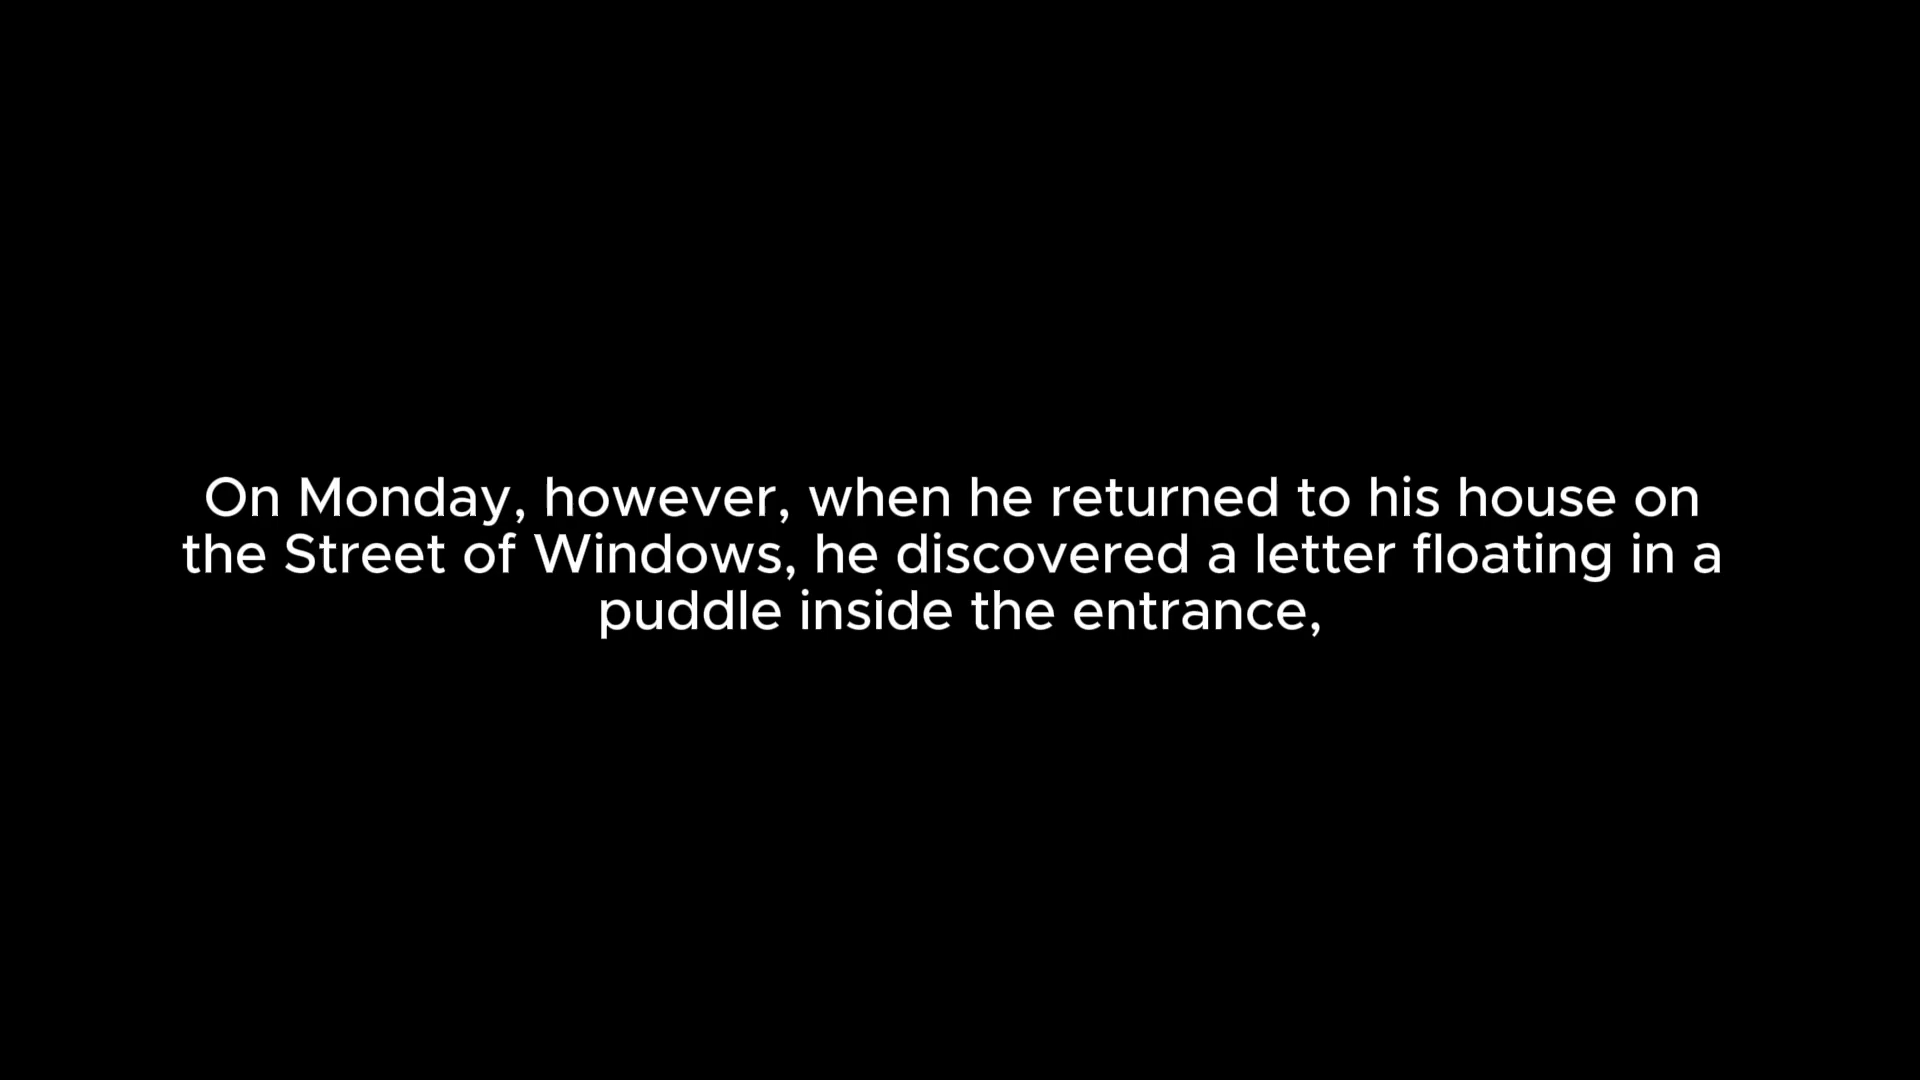 On Monday, however, when he returned to his house on
the Street of Windows, he discovered a letter floating in a
puddle inside the entrance,